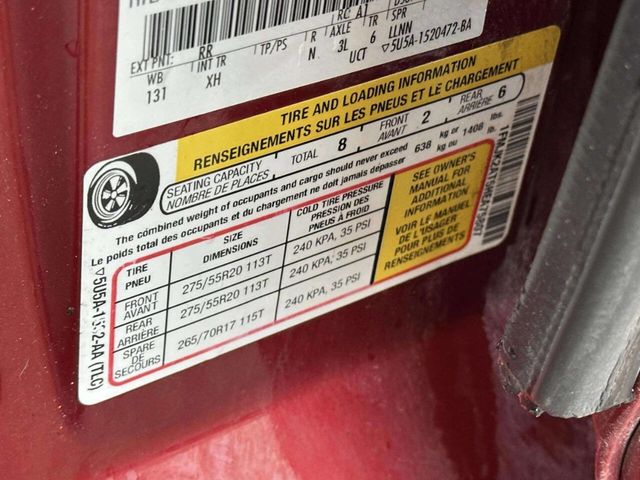 RC A1
EXT PNT: RR
AXLE TR SPR
WB INT TR TP/PS R N 3L 6 LLNN
131 XH UCT ▽5U5A-1520472-BA
TIRE AND LOADING INFORMATION
RENSEIGNEMENTS SUR LES PNEUS ET LE CHARGEMENT
SEATING CAPACITY TOTAL 8 FRONT 2 REAR 6
NOMBRE DE PLACES AVANT ARRIÈRE
The combined weight of occupants and cargo should never exceed 638 kg or 1408 lbs.
Le poids total des occupants et du chargement ne doit jamais dépasser kg ou lb.
TIRE SIZE COLD TIRE PRESSURE
PNEU DIMENSIONS PRESSION DES
PNEUS À FROID
FRONT 275/55R20 113T 240 KPA, 35 PSI
AVANT
REAR 275/55R20 113T 240 KPA, 35 PSI
ARRIÈRE
SPARE 265/70R17 115T 240 KPA, 35 PSI
DE
SECOURS
SEE OWNER'S
MANUAL FOR
ADDITIONAL
INFORMATION
VOIR LE MANUEL
DE L'USAGER
POUR PLUS DE
RENSEIGNEMENTS